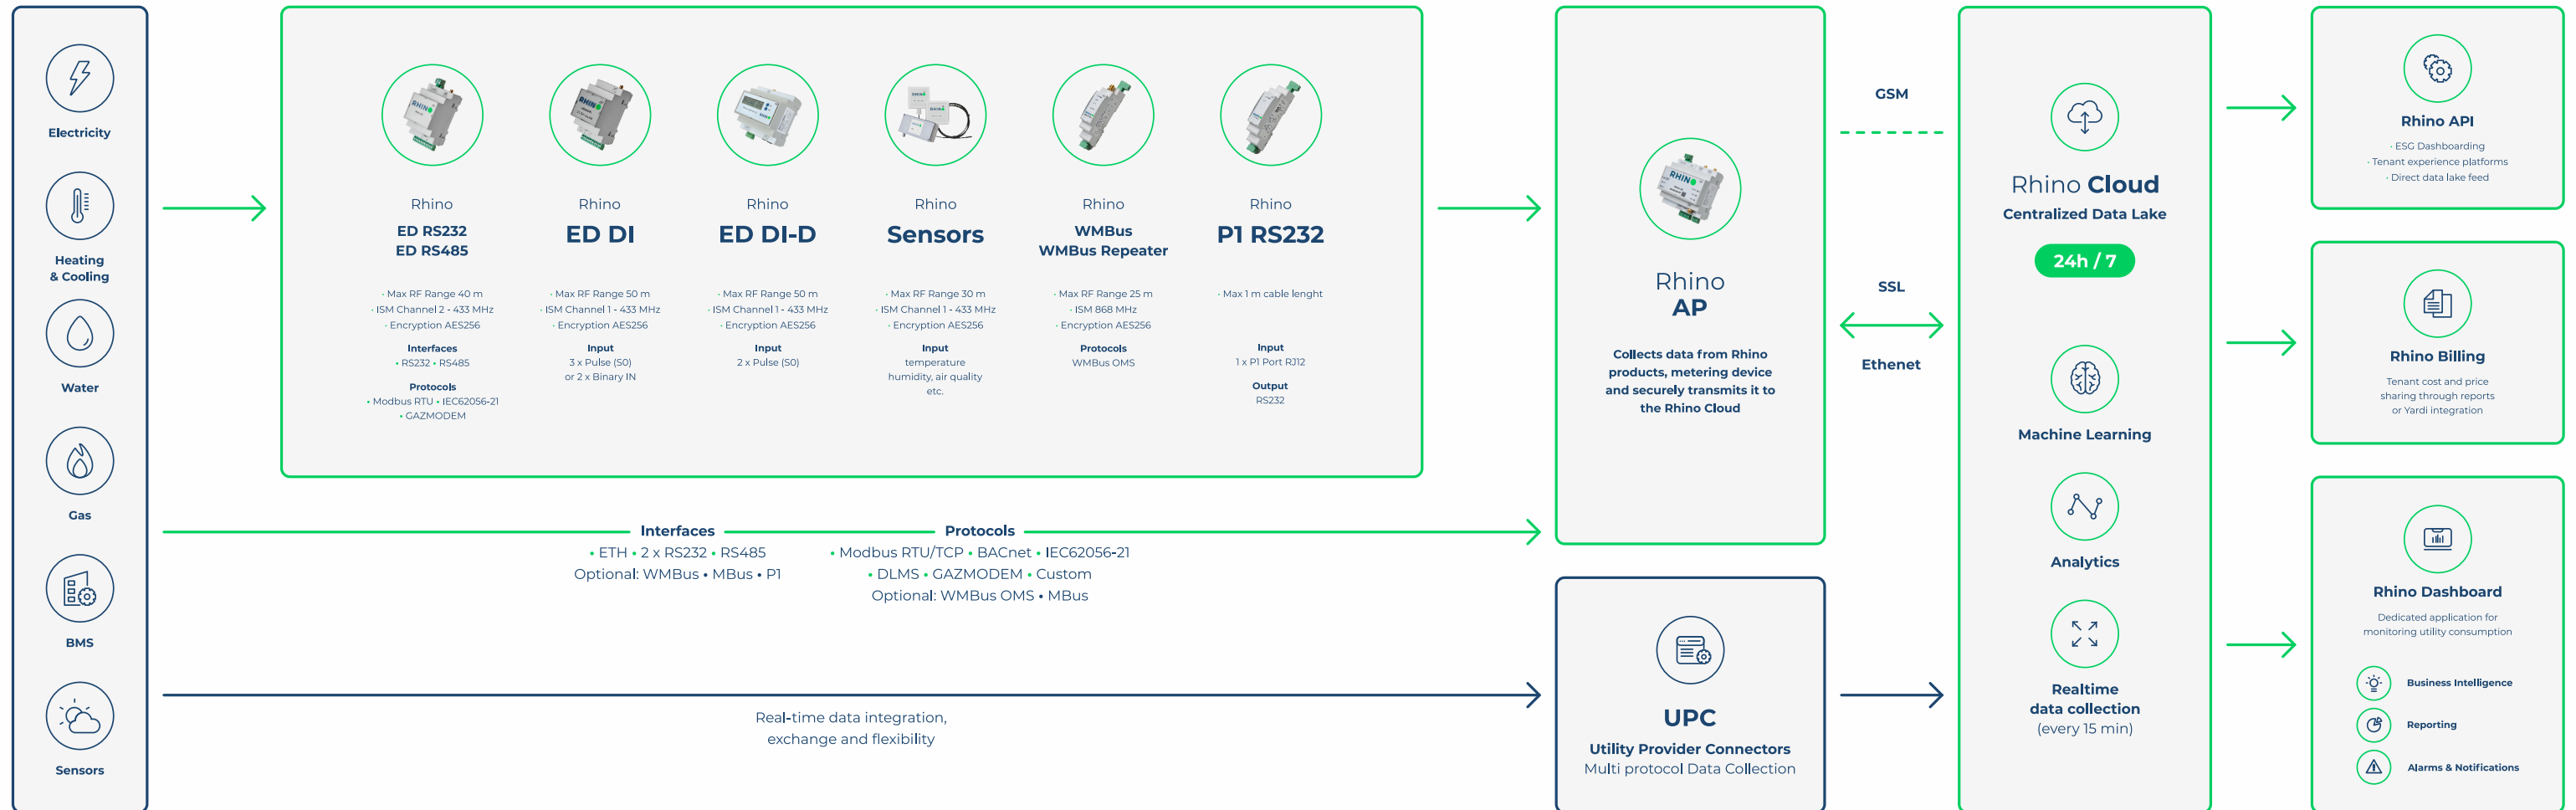 Electricity
Heating
& Cooling
Water
Gas
BMS
Sensors
Rhino
ED RS232
ED RS485
· Max RF Range 40 m
· ISM Channel 2 - 433 MHz
· Encryption AES256
Interfaces
• RS232 • RS485
Protocols
• Modbus RTU • IEC62056-21
• GAZMODEM
Rhino
ED DI
· Max RF Range 50 m
· ISM Channel 1 - 433 MHz
· Encryption AES256
Input
3 x Pulse (S0)
or 2 x Binary IN
Rhino
ED DI-D
· Max RF Range 50 m
· ISM Channel 1 - 433 MHz
· Encryption AES256
Input
2 x Pulse (S0)
Rhino
Sensors
· Max RF Range 30 m
· ISM Channel 1 - 433 MHz
· Encryption AES256
Input
temperature
humidity, air quality
etc.
Rhino
WMBus
WMBus Repeater
· Max RF Range 25 m
· ISM 868 MHz
· Encryption AES256
Protocols
WMBus OMS
Rhino
P1 RS232
· Max 1 m cable lenght
Input
1 x P1 Port RJ12
Output
RS232
Interfaces
• ETH • 2 x RS232 • RS485
Optional: WMBus • MBus • P1
Protocols
• Modbus RTU/TCP • BACnet • IEC62056-21
• DLMS • GAZMODEM • Custom
Optional: WMBus OMS • MBus
Real-time data integration,
exchange and flexibility
RHINO
Rhino
AP
Collects data from Rhino
products, metering device
and securely transmits it to
the Rhino Cloud
UPC
Utility Provider Connectors
Multi protocol Data Collection
GSM
SSL
Ethenet
Rhino Cloud
Centralized Data Lake
24h / 7
Machine Learning
Analytics
Realtime
data collection
(every 15 min)
Rhino API
· ESG Dashboarding
· Tenant experience platforms
· Direct data lake feed
Rhino Billing
Tenant cost and price
sharing through reports
or Yardi integration
Rhino Dashboard
Dedicated application for
monitoring utility consumption
Business Intelligence
Reporting
Alarms & Notifications